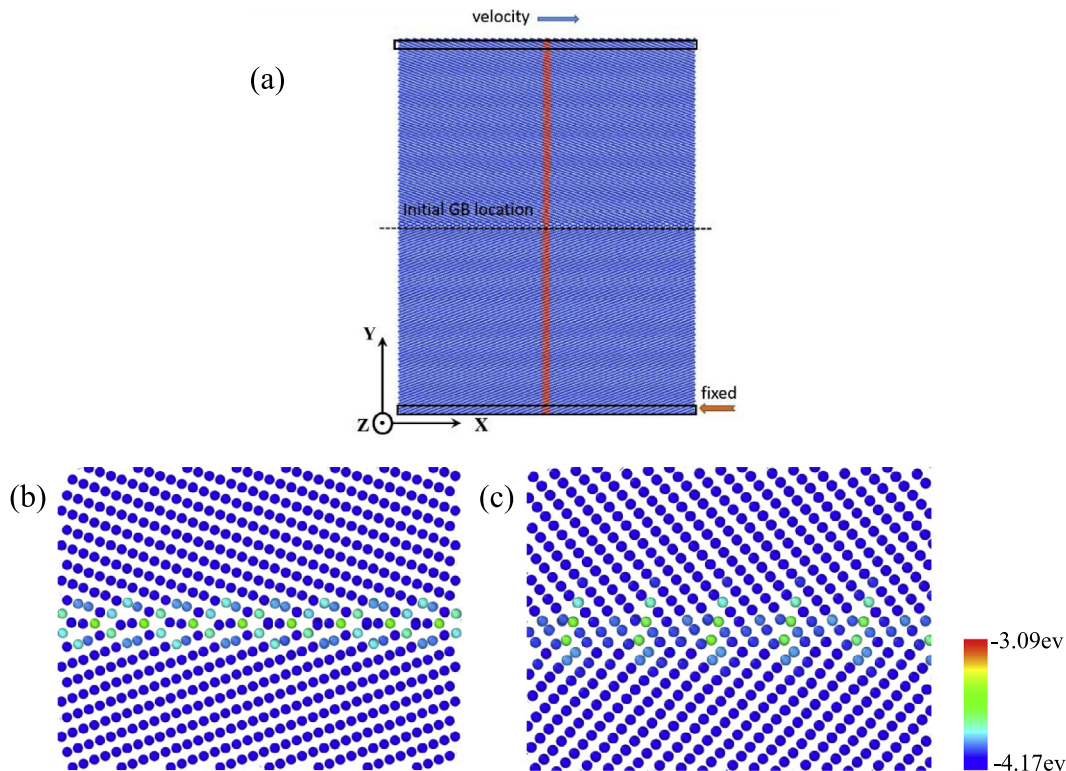 velocity
(a)
Initial GB location
Y
fixed
Z
X
(b)
(c)
-3.09ev
-4.17ev